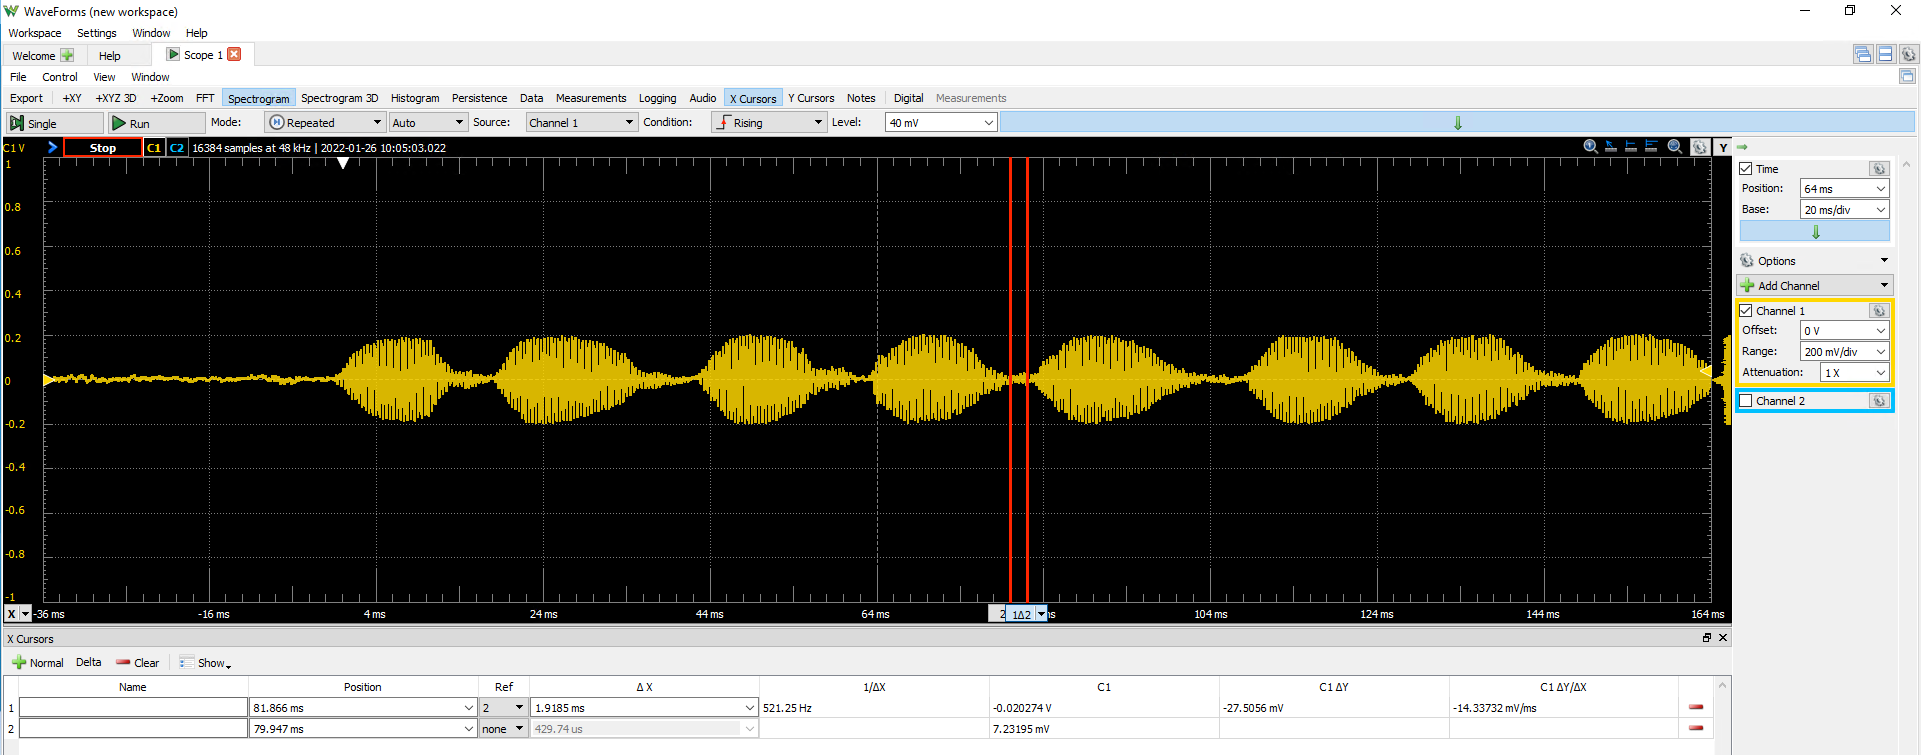 WaveForms (new workspace)
Workspace Settings Window Help
Welcome Help Scope 1
File Control View Window
Export +XY +XYZ 3D +Zoom FFT Spectrogram Spectrogram 3D Histogram Persistence Data Measurements Logging Audio X Cursors Y Cursors Notes Digital Measurements
Single Run Mode: Repeated Auto Source: Channel 1 Condition: Rising Level: 40 mV
C1 V Stop C1 C2 16384 samples at 48 kHz | 2022-01-26 10:05:03.022 Y
1
0.8
0.6
0.4
0.2
0
-0.2
-0.4
-0.6
-0.8
-1
X -36 ms -16 ms 4 ms 24 ms 44 ms 64 ms 2 1Δ2 ms 104 ms 124 ms 144 ms 164 ms
Time
Position: 64 ms
Base: 20 ms/div
Options
Add Channel
Channel 1
Offset: 0 V
Range: 200 mV/div
Attenuation: 1 X
Channel 2
X Cursors
Normal Delta Clear Show
Name Position Ref Δ X 1/ΔX C1 C1 ΔY C1 ΔY/ΔX
1 81.866 ms 2 1.9185 ms 521.25 Hz -0.020274 V -27.5056 mV -14.33732 mV/ms
2 79.947 ms none 429.74 us 7.23195 mV